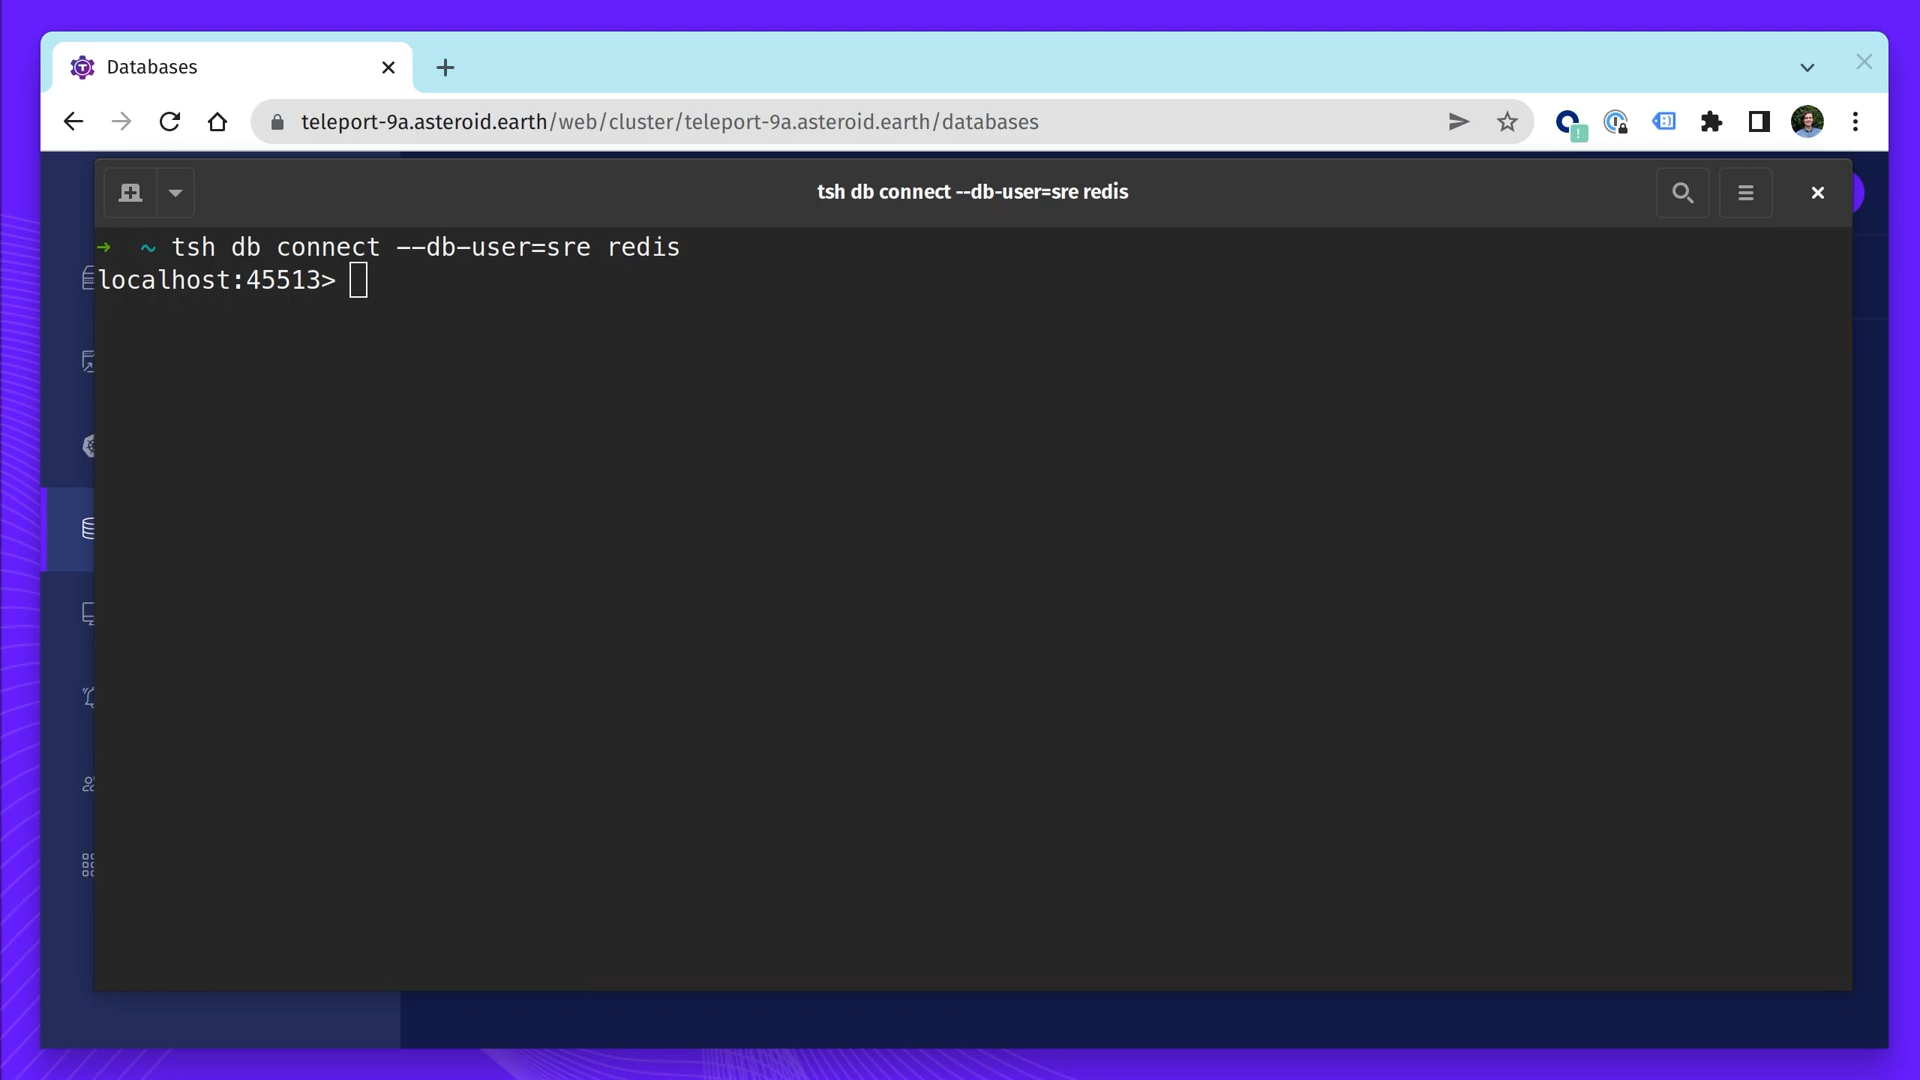 Databases
teleport-9a.asteroid.earth/web/cluster/teleport-9a.asteroid.earth/databases
tsh db connect --db-user=sre redis
➜ ~ tsh db connect --db-user=sre redis
localhost:45513>